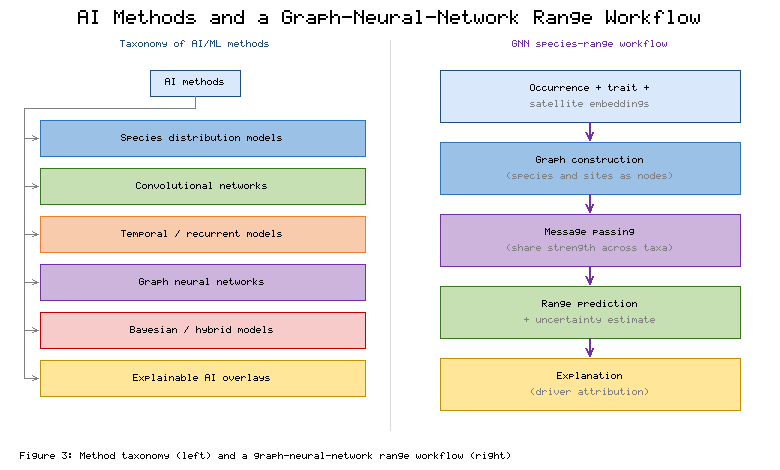 AI Methods and a Graph-Neural-Network Range Workflow
Taxonomy of AI/ML methods
AI methods
Species distribution models
Convolutional networks
Temporal / recurrent models
Graph neural networks
Bayesian / hybrid models
Explainable AI overlays
GNN species-range workflow
Occurrence + trait +
satellite embeddings
Graph construction
(species and sites as nodes)
Message passing
(share strength across taxa)
Range prediction
+ uncertainty estimate
Explanation
(driver attribution)
Figure 3: Method taxonomy (left) and a graph-neural-network range workflow (right)